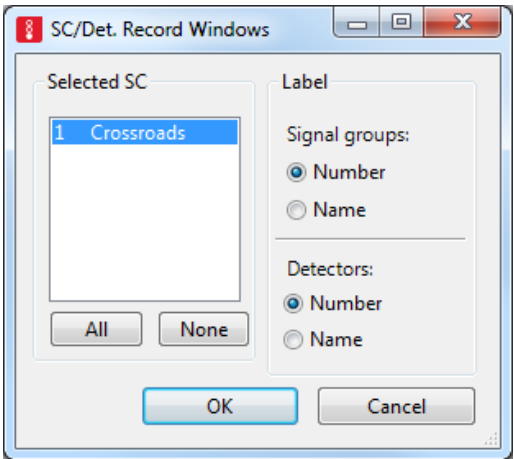 SC/Det. Record Windows
Selected SC
1 Crossroads
All
None
Label
Signal groups:
Number
Name
Detectors:
Number
Name
OK
Cancel